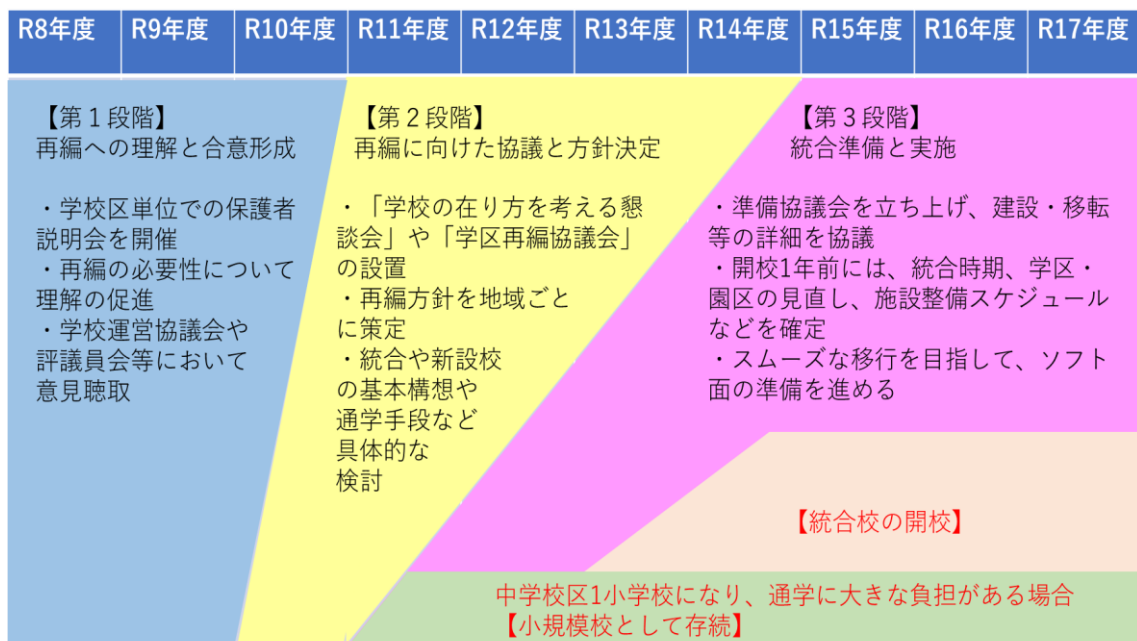 R8年度 R9年度 R10年度 R11年度 R12年度 R13年度 R14年度 R15年度 R16年度 R17年度
【第１段階】
再編への理解と合意形成
・学校区単位での保護者
説明会を開催
・再編の必要性について
理解の促進
・学校運営協議会や
評議員会等において
意見聴取
【第２段階】
再編に向けた協議と方針決定
・「学校の在り方を考える懇
談会」や「学区再編協議会」
の設置
・再編方針を地域ごと
に策定
・統合や新設校
の基本構想や
通学手段など
具体的な
検討
【第３段階】
統合準備と実施
・準備協議会を立ち上げ、建設・移転
等の詳細を協議
・開校1年前には、統合時期、学区・
園区の見直し、施設整備スケジュール
などを確定
・スムーズな移行を目指して、ソフト
面の準備を進める
【統合校の開校】
中学校区1小学校になり、通学に大きな負担がある場合
【小規模校として存続】